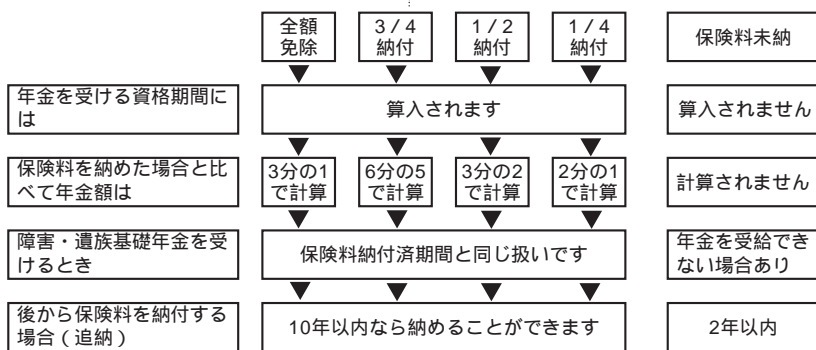 全額
免除
3/4
納付
1/2
納付
1/4
納付
保険料未納
年金を受ける資格期間に
は
算入されます
算入されません
保険料を納めた場合と比
べて年金額は
3分の1
で計算
6分の5
で計算
3分の2
で計算
2分の1
で計算
計算されません
障害・遺族基礎年金を受
けるとき
保険料納付済期間と同じ扱いです
年金を受給でき
ない場合あり
後から保険料を納付する
場合(追納)
10年以内なら納めることができます
2年以内